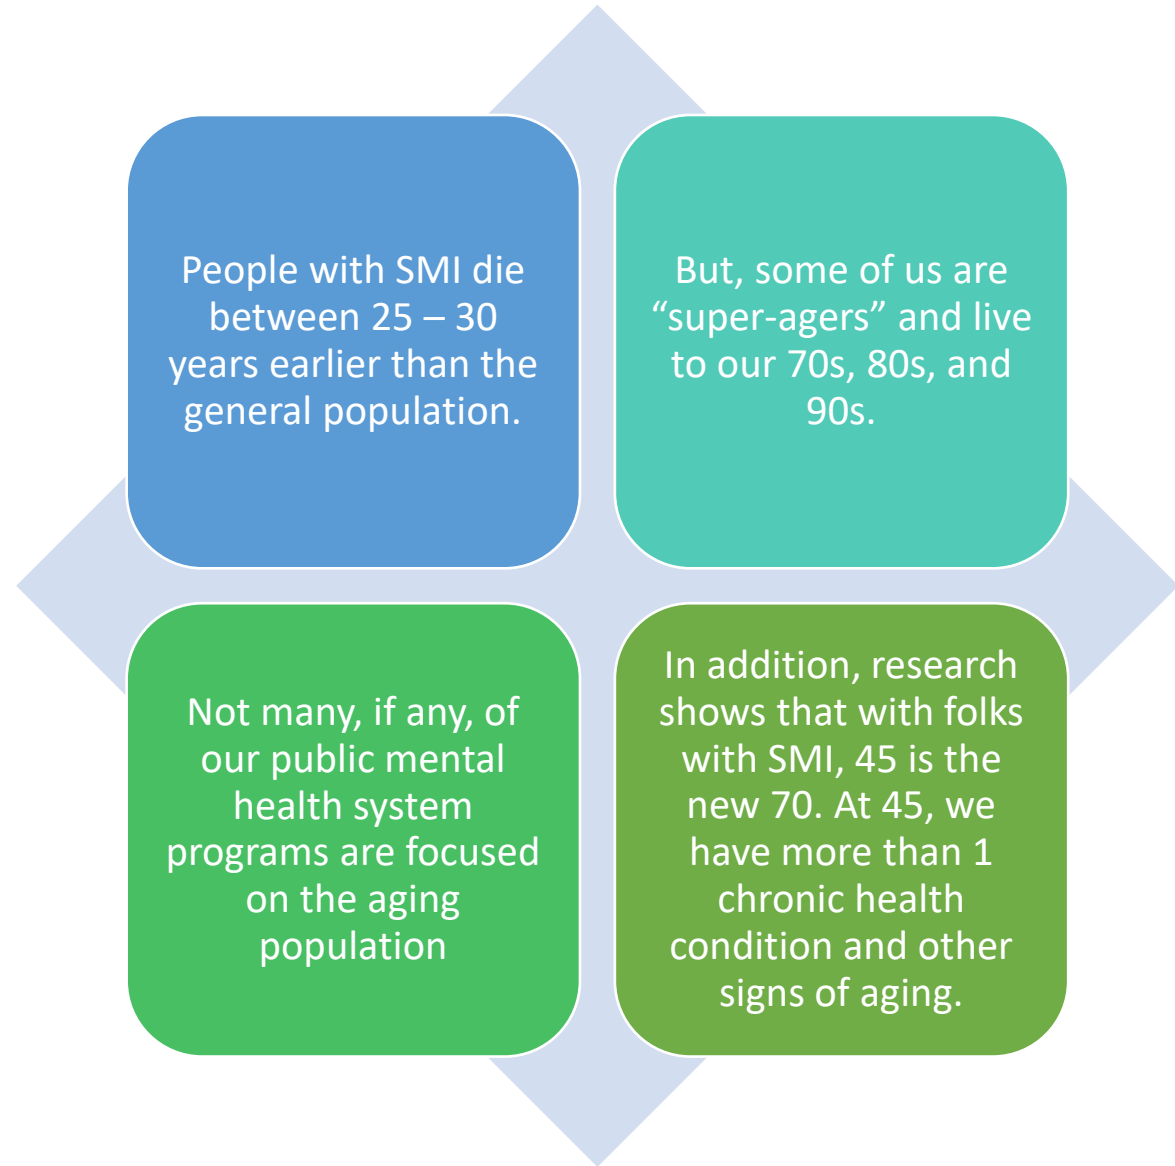 People with SMI die
between 25 – 30
years earlier than the
general population.
But, some of us are
“super-agers” and live
to our 70s, 80s, and
90s.
Not many, if any, of
our public mental
health system
programs are focused
on the aging
population
In addition, research
shows that with folks
with SMI, 45 is the
new 70. At 45, we
have more than 1
chronic health
condition and other
signs of aging.